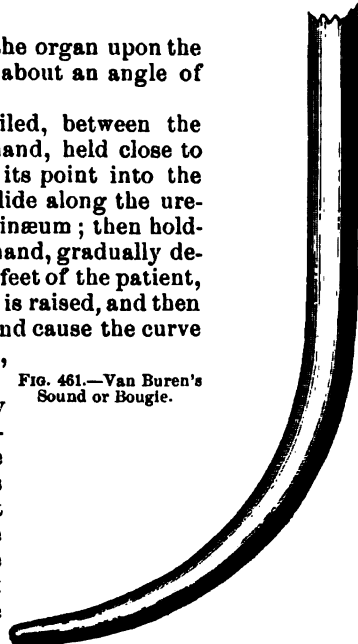 he organ upon the
about an angle of
iled, between the
and, held close to
its point into the
lide along the ure-
inæum ; then hold-
and, gradually de-
feet of the patient,
is raised, and then
nd cause the curve
,
FIG. 461.—Van Buren's
Sound or Bougie.